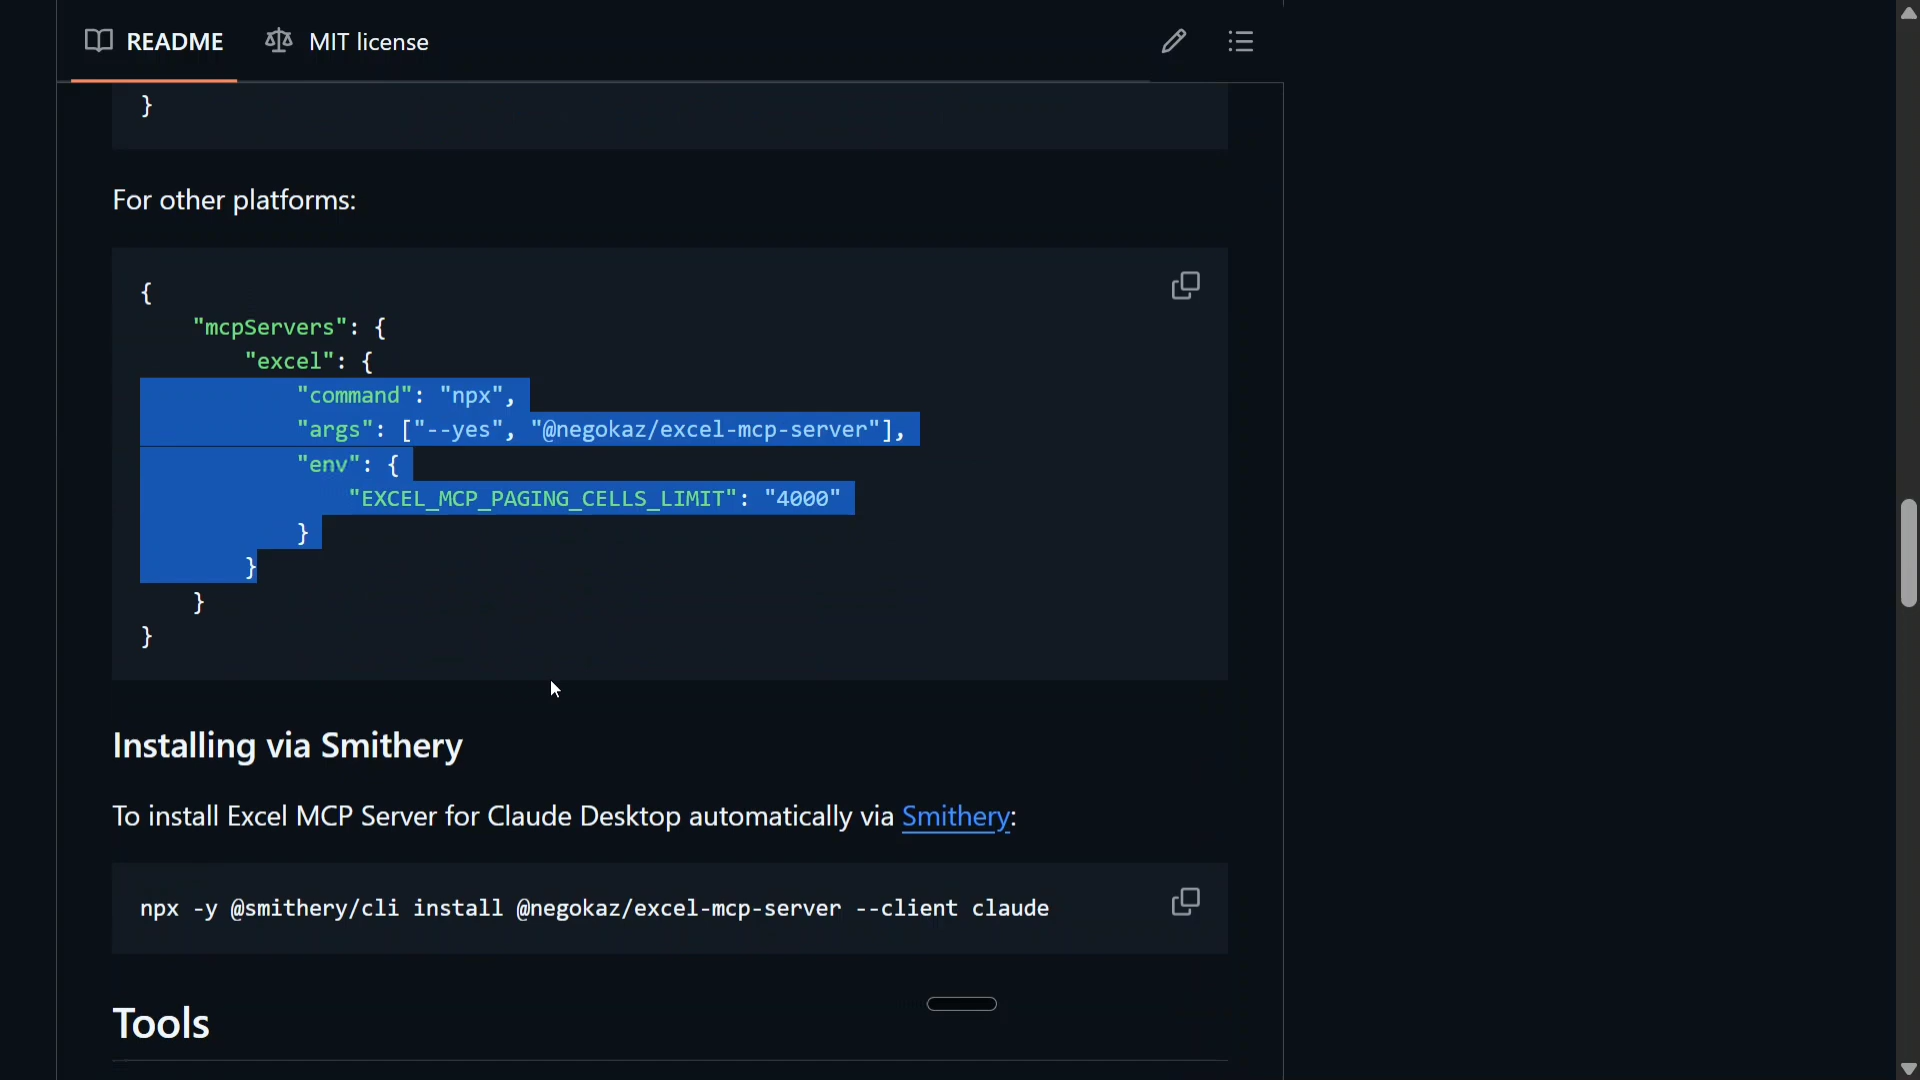 README
MIT license
}
For other platforms:
{
"mcpServers": {
"excel": {
"command": "npx",
"args": ["--yes", "@negokaz/excel-mcp-server"],
"env": {
"EXCEL_MCP_PAGING_CELLS_LIMIT": "4000"
}
}
}
}
Installing via Smithery
To install Excel MCP Server for Claude Desktop automatically via Smithery:
npx -y @smithery/cli install @negokaz/excel-mcp-server --client claude
Tools